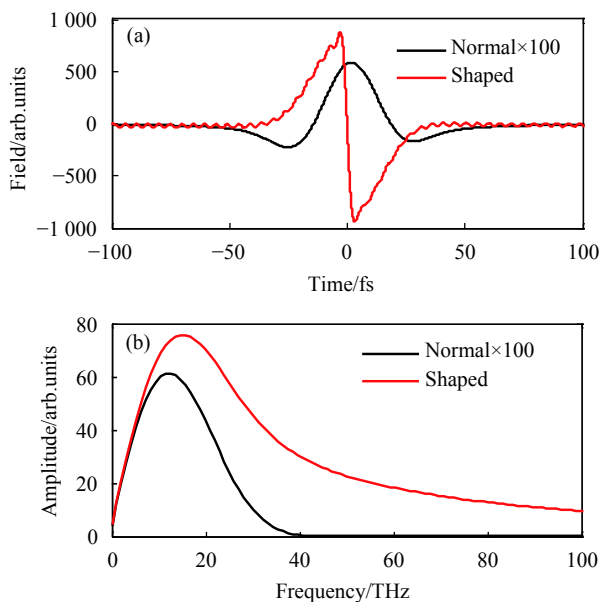 (a)
Normal×100
Shaped
1 000
500
0
−500
−1 000
Field/arb.units
−100
−50
0
50
100
Time/fs
(b)
Normal×100
Shaped
80
60
40
20
0
Amplitude/arb.units
0
20
40
60
80
100
Frequency/THz